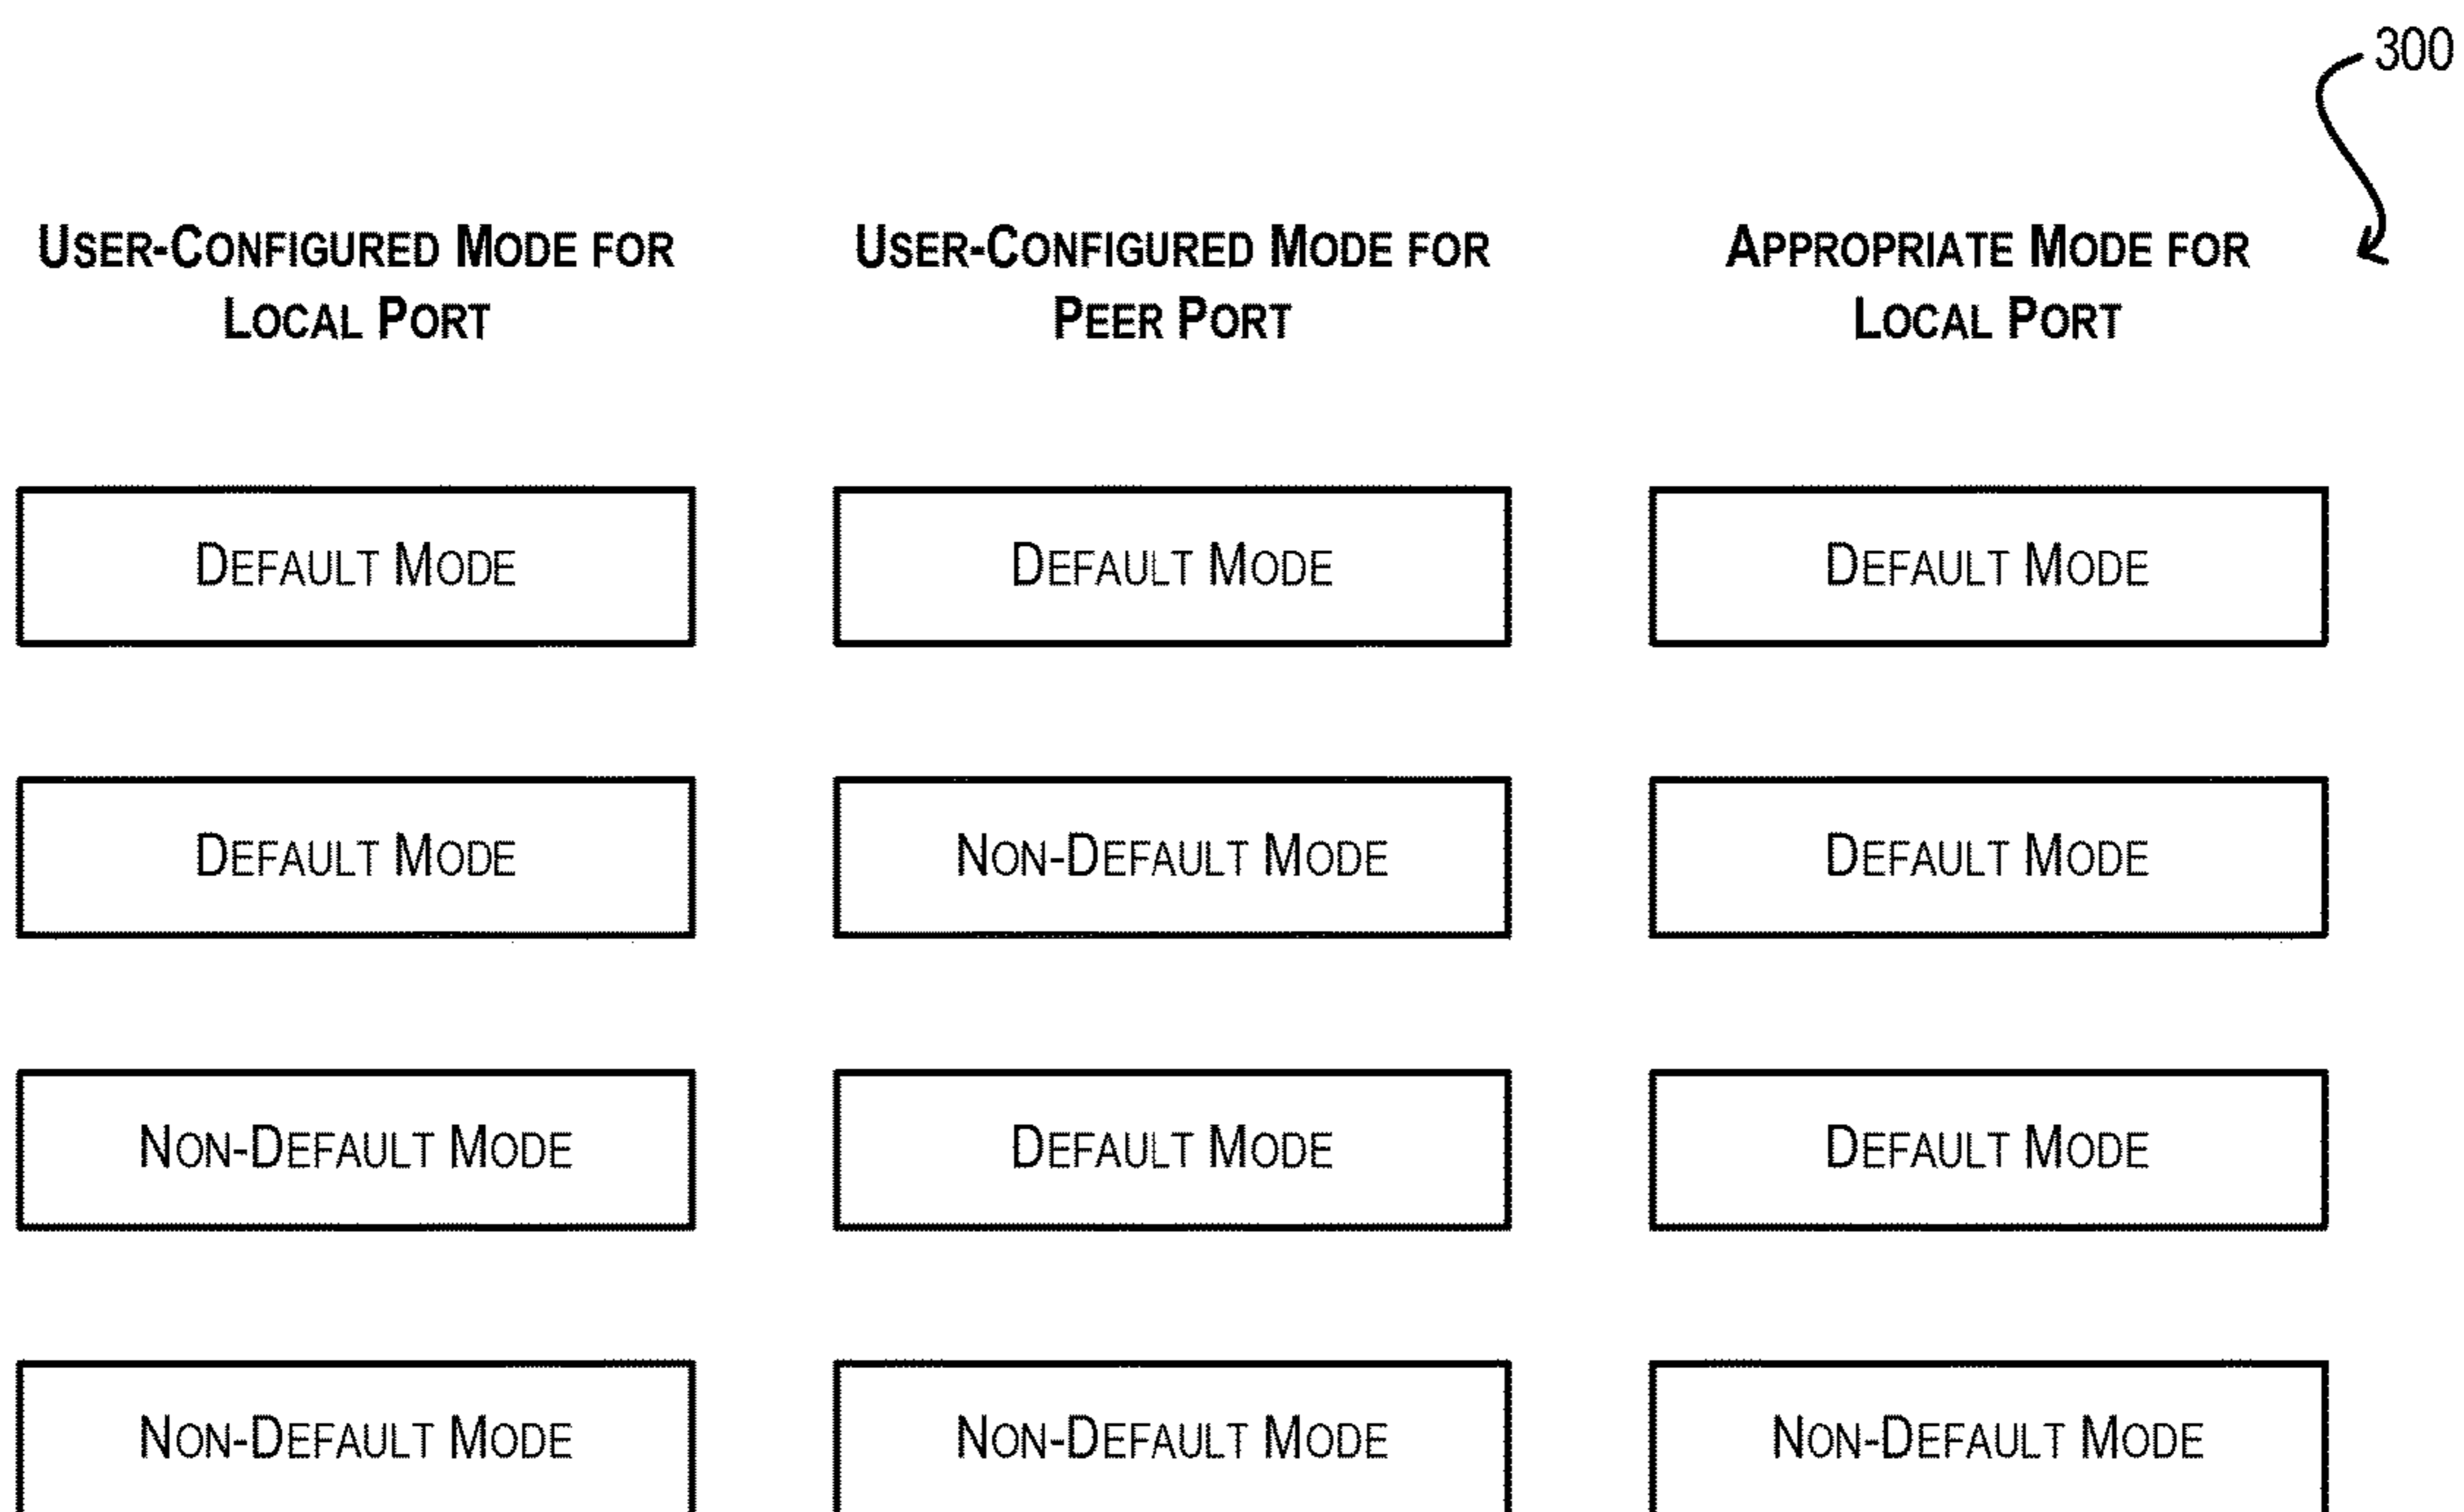 300
USER-CONFIGURED MODE FOR USER-CONFIGURED MODE FOR APPROPRIATE MODE FOR
LOCAL PORT PEER PORT LOCAL PORT
DEFAULT MODE DEFAULT MODE DEFAULT MODE
DEFAULT MODE NON-DEFAULT MODE DEFAULT MODE
NON-DEFAULT MODE DEFAULT MODE DEFAULT MODE
NON-DEFAULT MODE NON-DEFAULT MODE NON-DEFAULT MODE